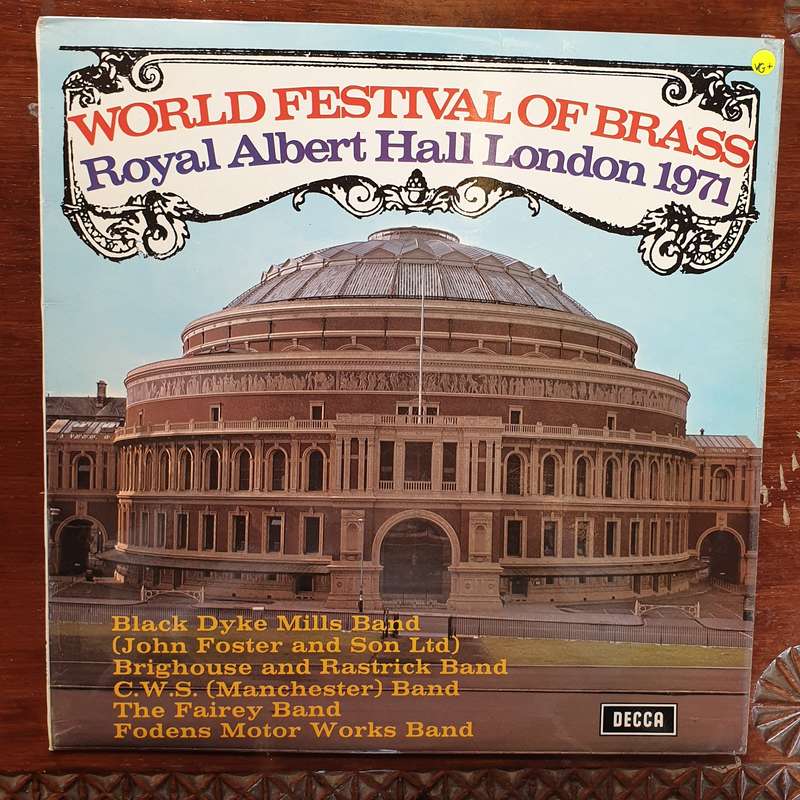 VG+
WORLD FESTIVAL OF BRASS
Royal Albert Hall London 1971
Black Dyke Mills Band
(John Foster and Son Ltd)
Brighouse and Rastrick Band
C.W.S. (Manchester) Band
The Fairey Band
Fodens Motor Works Band
DECCA